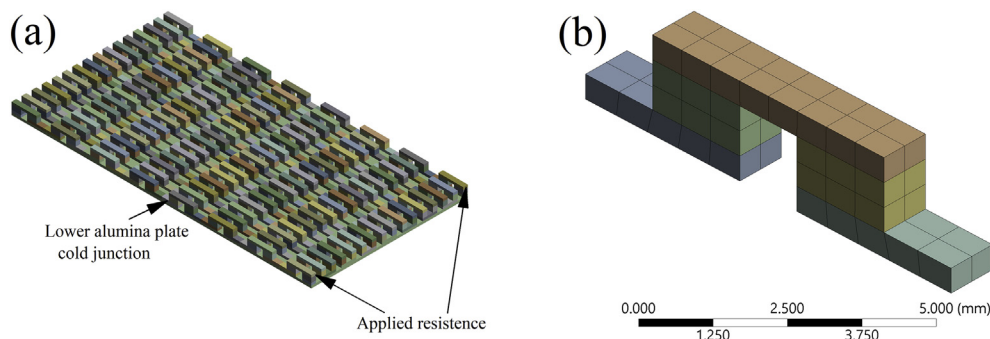 (a)
Lower alumina plate
cold junction
Applied resistence
(b)
0.000 2.500 5.000 (mm)
1.250 3.750